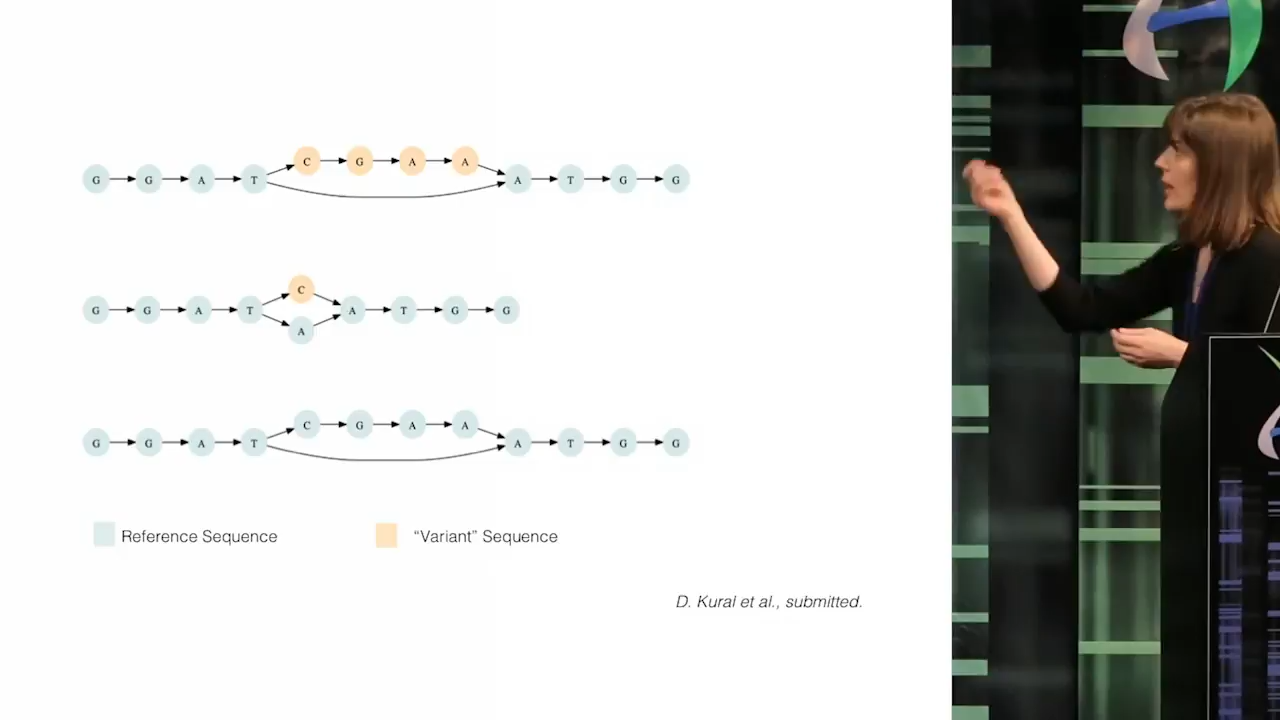 C G A A
G G A T A T G G
C
G G A T A T G G
A
C G A A
G G A T A T G G
Reference Sequence “Variant” Sequence
D. Kural et al., submitted.